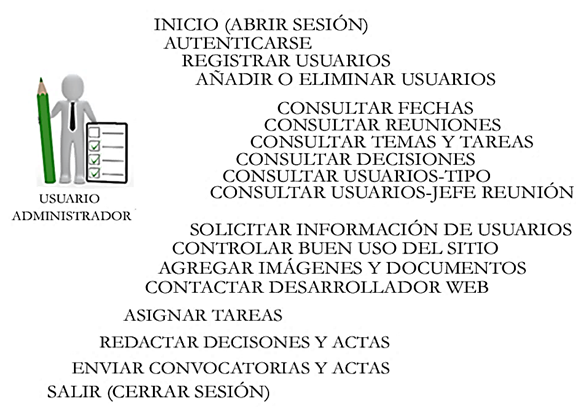 INICIO (ABRIR SESIÓN)
AUTENTICARSE
REGISTRAR USUARIOS
AÑADIR O ELIMINAR USUARIOS
CONSULTAR FECHAS
CONSULTAR REUNIONES
CONSULTAR TEMAS Y TAREAS
CONSULTAR DECISIONES
CONSULTAR USUARIOS-TIPO
CONSULTAR USUARIOS-JEFE REUNIÓN
USUARIO
ADMINISTRADOR
SOLICITAR INFORMACIÓN DE USUARIOS
CONTROLAR BUEN USO DEL SITIO
AGREGAR IMÁGENES Y DOCUMENTOS
CONTACTAR DESARROLLADOR WEB
ASIGNAR TAREAS
REDACTAR DECISONES Y ACTAS
ENVIAR CONVOCATORIAS Y ACTAS
SALIR (CERRAR SESIÓN)